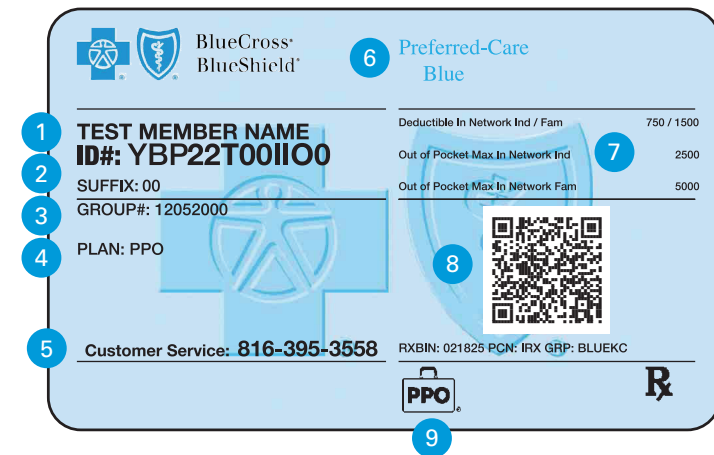 BlueCross®
BlueShield®
6
Preferred-Care
Blue
1
TEST MEMBER NAME
ID#: YBP22T00IIO0
2
SUFFIX: 00
3
GROUP#: 12052000
4
PLAN: PPO
5
Customer Service: 816-395-3558
Deductible In Network Ind / Fam 750 / 1500
Out of Pocket Max In Network Ind 7 2500
Out of Pocket Max In Network Fam 5000
8
RXBIN: 021825 PCN: IRX GRP: BLUEKC
PPO®
Rx
9